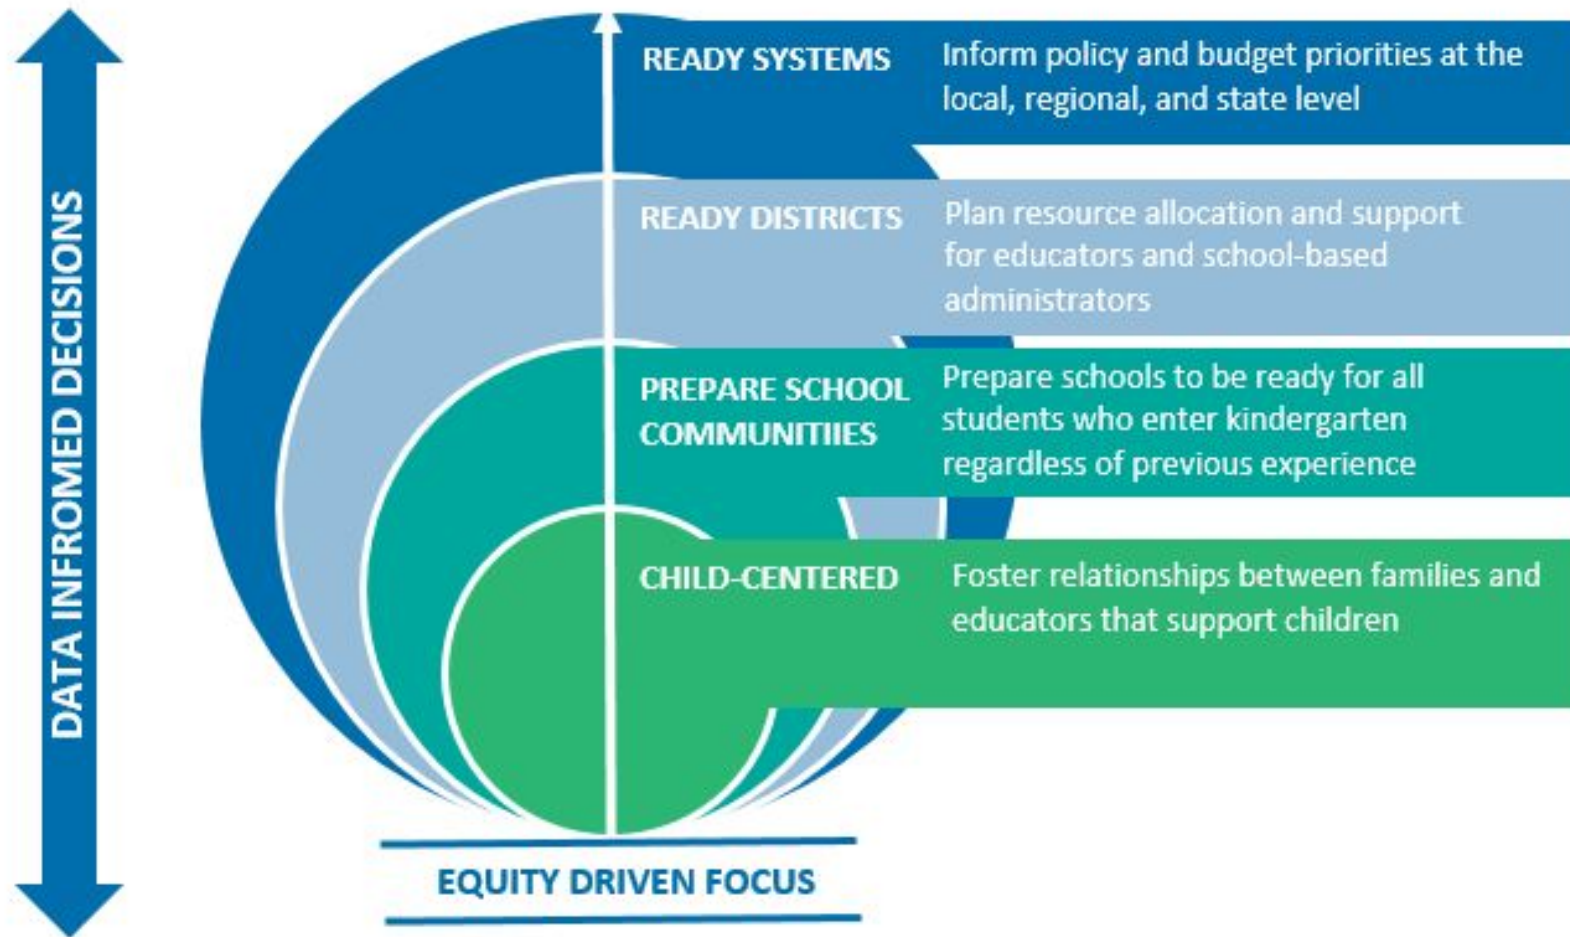 DATA INFROMED DECISIONS
READY SYSTEMS
Inform policy and budget priorities at the
local, regional, and state level
READY DISTRICTS
Plan resource allocation and support
for educators and school-based
administrators
PREPARE SCHOOL
COMMUNITIIES
Prepare schools to be ready for all
students who enter kindergarten
regardless of previous experience
CHILD-CENTERED
Foster relationships between families and
educators that support children
EQUITY DRIVEN FOCUS